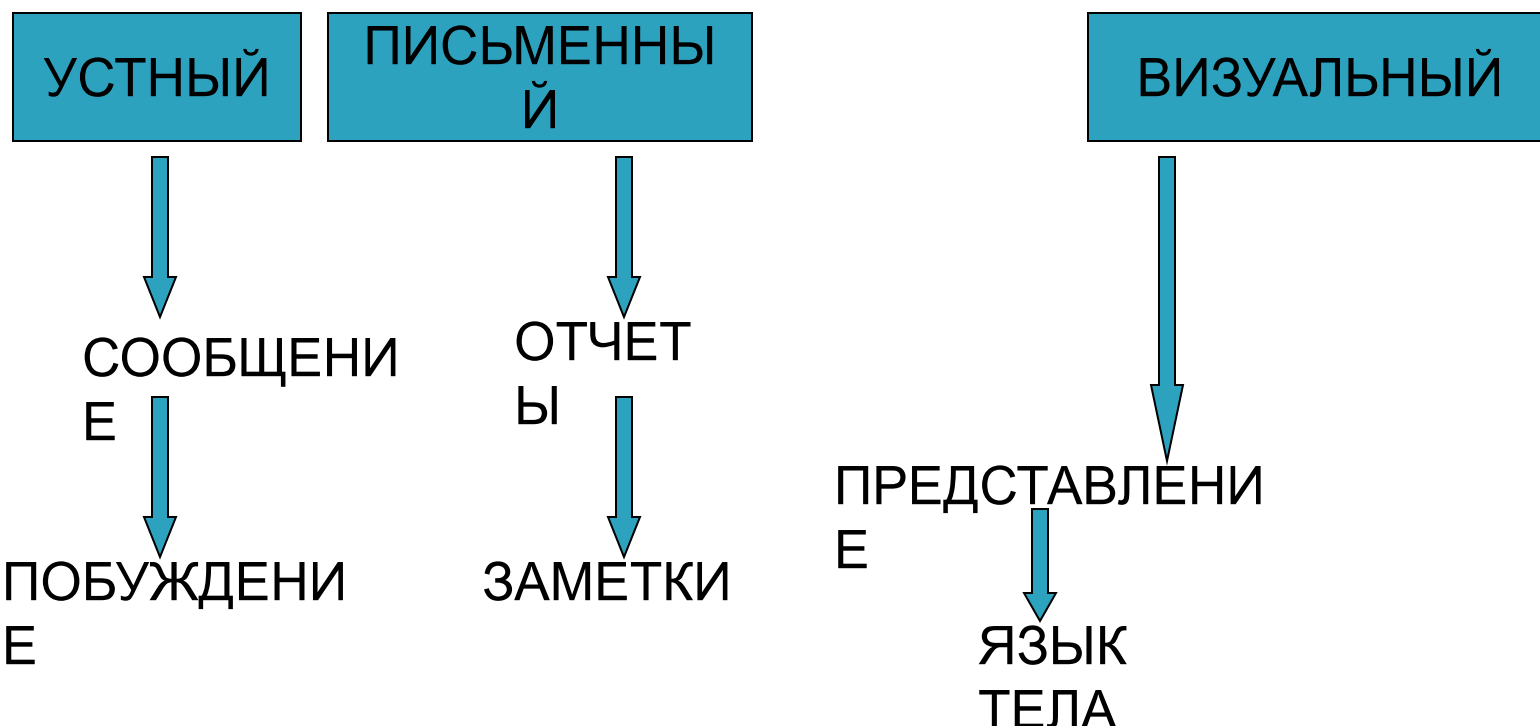 УСТНЫЙ
ПИСЬМЕННЫ
Й
ВИЗУАЛЬНЫЙ
СООБЩЕНИ
Е
ОТЧЕТ
Ы
ПРЕДСТАВЛЕНИ
Е
ПОБУЖДЕНИ
Е
ЗАМЕТКИ
ЯЗЫК
ТЕЛА